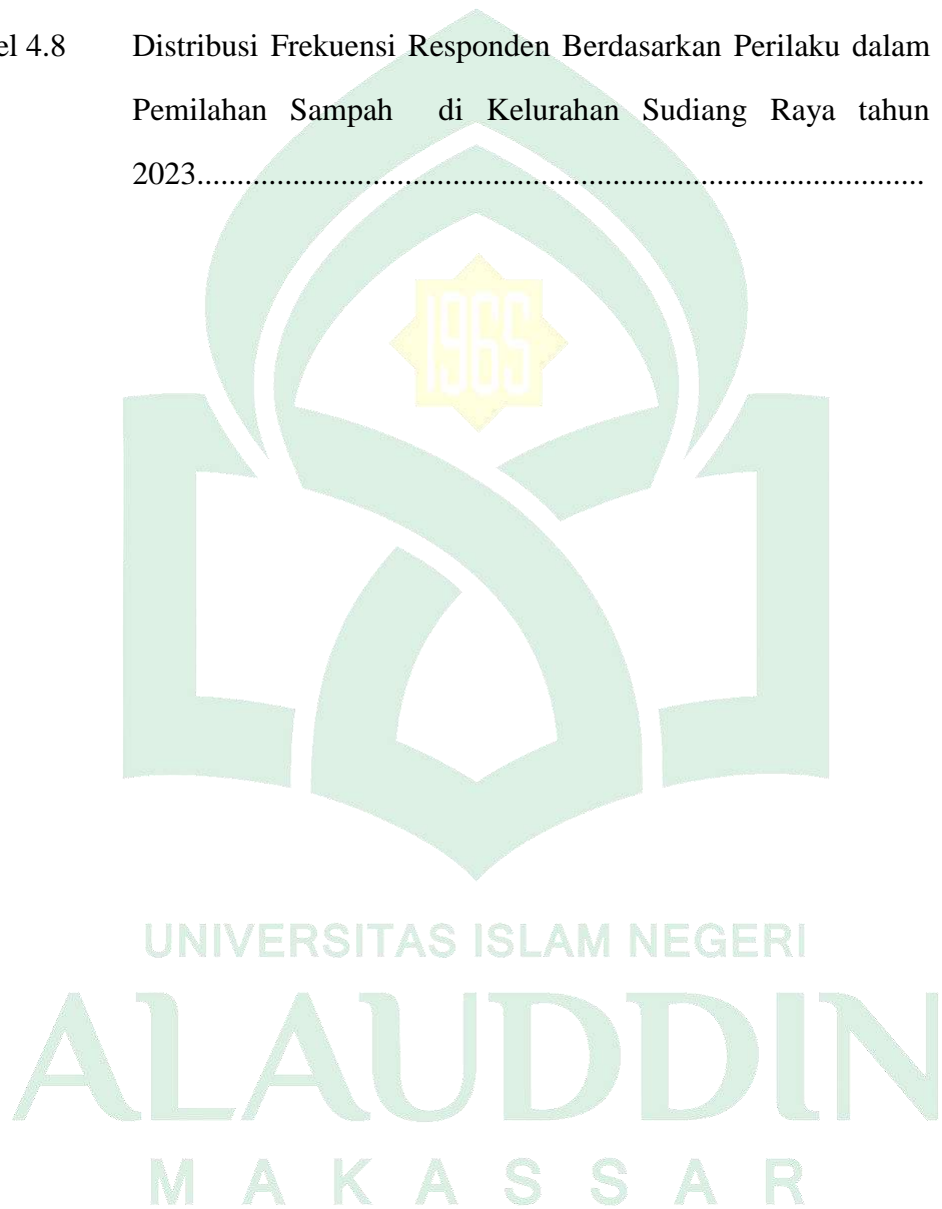 el 4.8 Distribusi Frekuensi Responden Berdasarkan Perilaku dalam
Pemilahan Sampah di Kelurahan Sudiang Raya tahun
2023.............................................................................
1965
UNIVERSITAS ISLAM NEGERI
ALAUDDIN
MAKASSAR